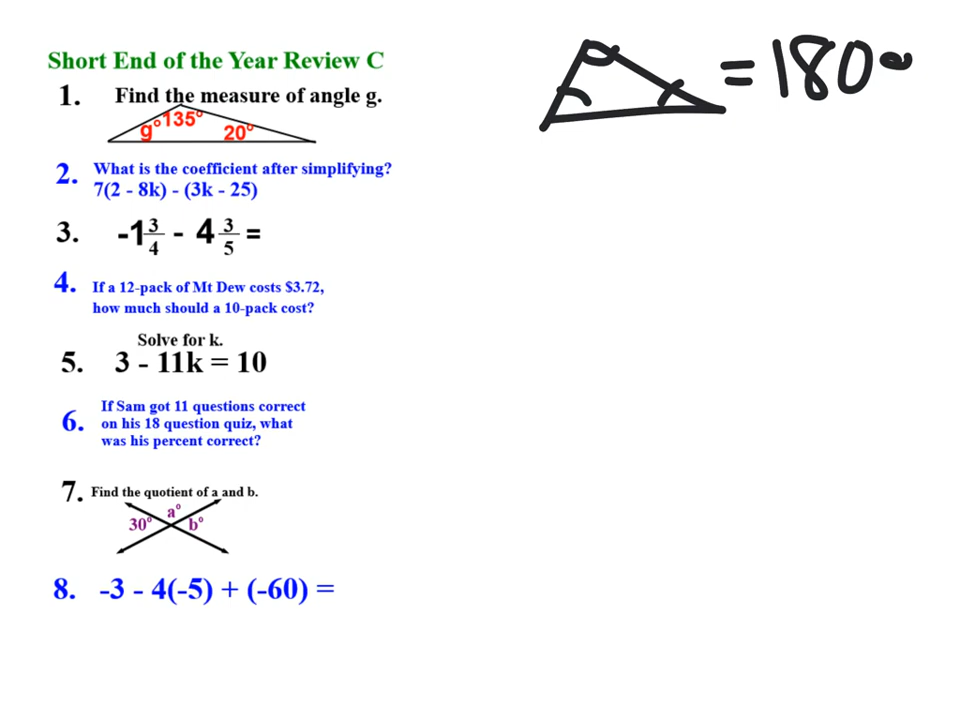 Short End of the Year Review C
1. Find the measure of angle g.
g° 135° 20°
= 180°
2. What is the coefficient after simplifying?
7(2 - 8k) - (3k - 25)
3. -1 3/4 - 4 3/5 =
4. If a 12-pack of Mt Dew costs $3.72,
how much should a 10-pack cost?
Solve for k.
5. 3 - 11k = 10
6. If Sam got 11 questions correct
on his 18 question quiz, what
was his percent correct?
7. Find the quotient of a and b.
30° a° b°
8. -3 - 4(-5) + (-60) =